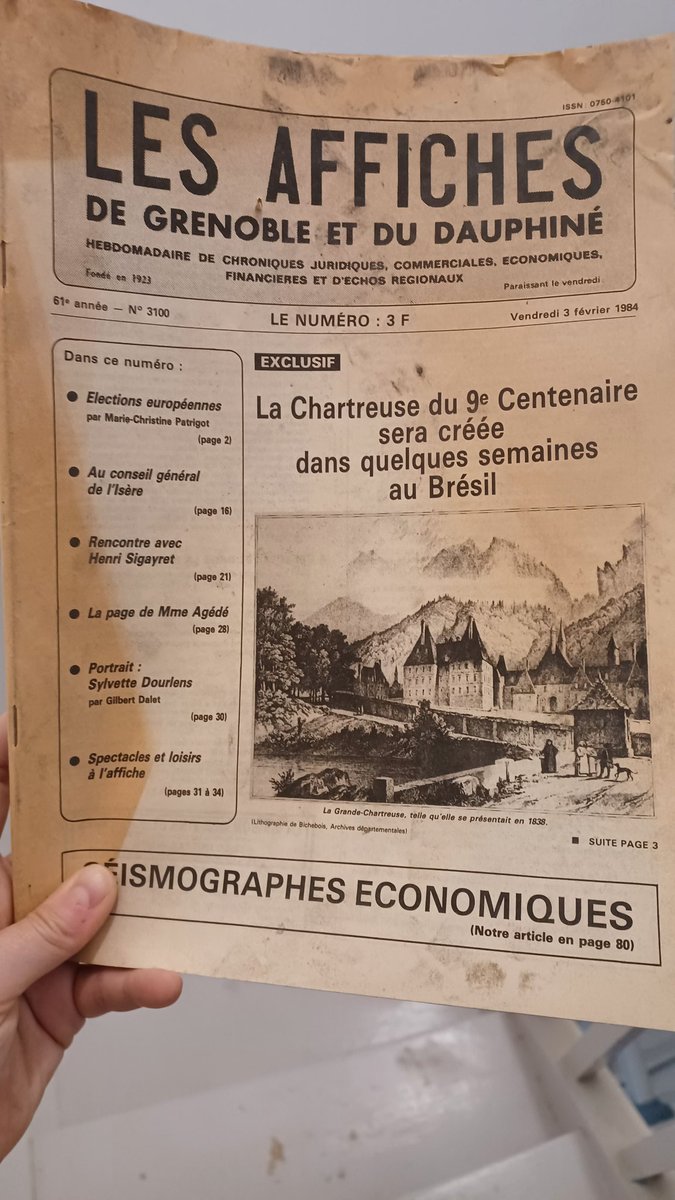 ISSN : 0760-4101
LES AFFICHES
DE GRENOBLE ET DU DAUPHINÉ
HEBDOMADAIRE DE CHRONIQUES JURIDIQUES, COMMERCIALES, ECONOMIQUES,
FINANCIERES ET D'ECHOS REGIONAUX
Fondé en 1923
Paraissant le vendredi
61e année — N° 3100
LE NUMÉRO : 3 F
Vendredi 3 février 1984
Dans ce numéro :
● Elections européennes
par Marie-Christine Patrigot
(page 2)
● Au conseil général
de l'Isère
(page 16)
● Rencontre avec
Henri Sigayret
(page 21)
● La page de Mme Agédé
(page 28)
● Portrait :
Sylvette Dourlens
par Gilbert Dalet
(page 30)
● Spectacles et loisirs
à l'affiche
(pages 31 à 34)
EXCLUSIF
La Chartreuse du 9e Centenaire
sera créée
dans quelques semaines
au Brésil
La Grande-Chartreuse, telle qu'elle se présentait en 1838.
(Lithographie de Bichebois, Archives départementales)
■ SUITE PAGE 3
SÉISMOGRAPHES ECONOMIQUES
(Notre article en page 80)